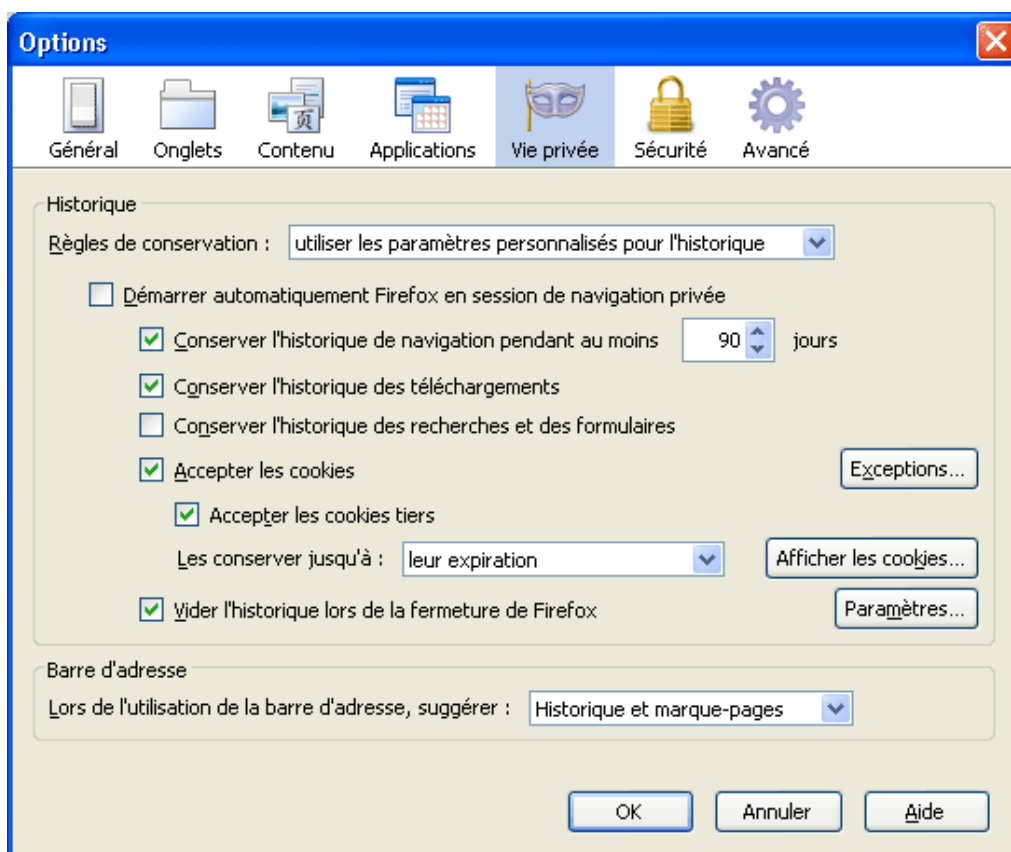 Options
Général Onglets Contenu Applications Vie privée Sécurité Avancé
页
Historique
Règles de conservation : utiliser les paramètres personnalisés pour l'historique
Démarrer automatiquement Firefox en session de navigation privée
Conserver l'historique de navigation pendant au moins 90 jours
Conserver l'historique des téléchargements
Conserver l'historique des recherches et des formulaires
Accepter les cookies Exceptions...
Accepter les cookies tiers
Les conserver jusqu'à : leur expiration Afficher les cookies...
Vider l'historique lors de la fermeture de Firefox Paramètres...
Barre d'adresse
Lors de l'utilisation de la barre d'adresse, suggérer : Historique et marque-pages
OK Annuler Aide